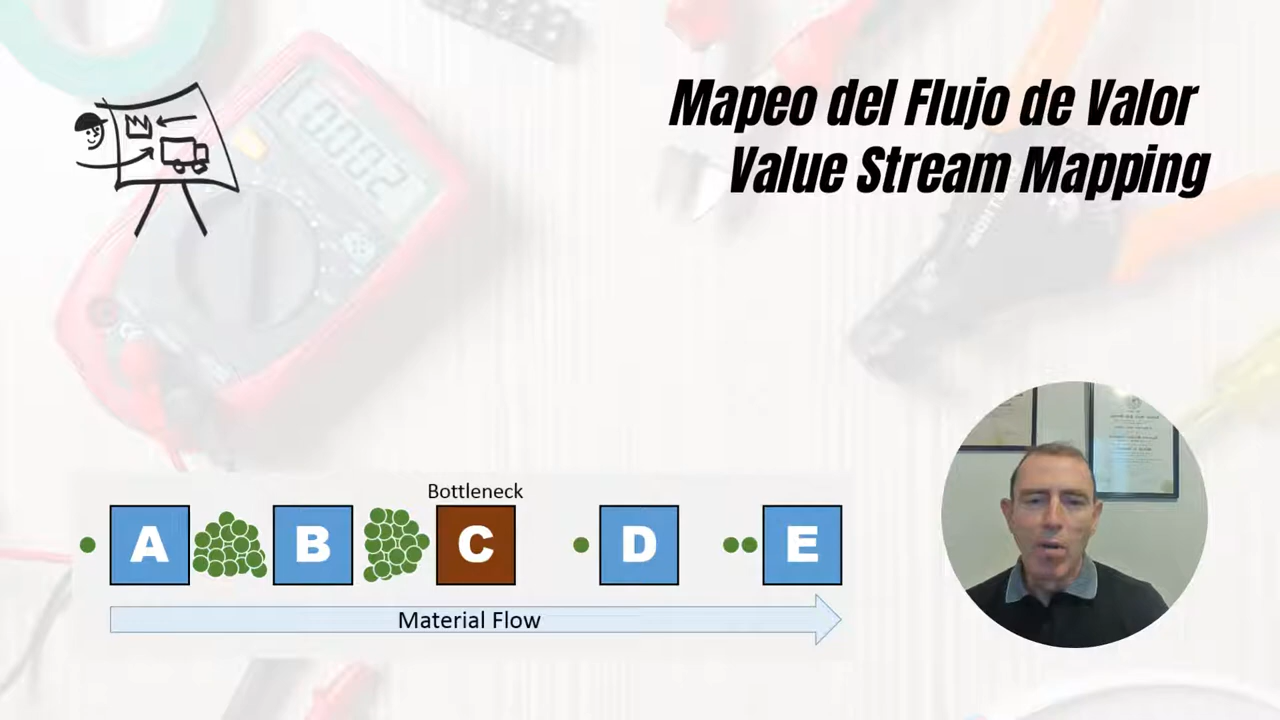 Mapeo del Flujo de Valor
Value Stream Mapping
Bottleneck
A B C D E
Material Flow